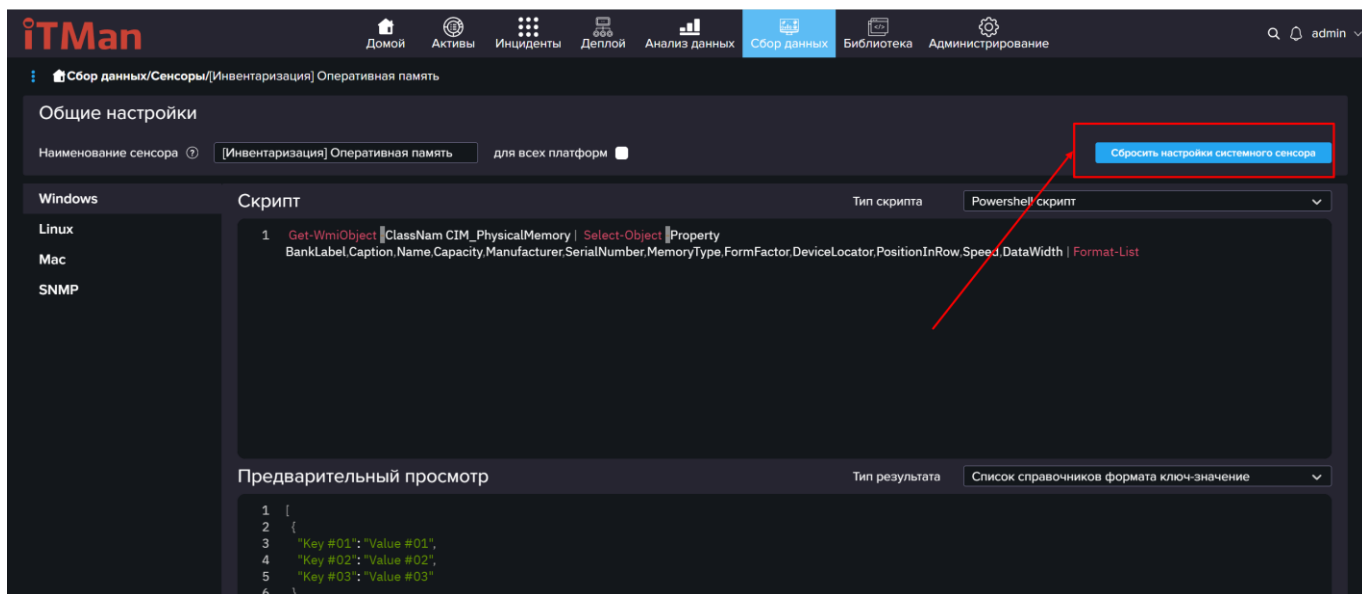 iTMan
Домой Активы Инциденты Деплой Анализ данных Сбор данных Библиотека Администрирование admin
Сбор данных/Сенсоры/[Инвентаризация] Оперативная память
Общие настройки
Наименование сенсора ? [Инвентаризация] Оперативная память для всех платформ Сбросить настройки системного сенсора
Windows
Linux
Mac
SNMP
Скрипт Тип скрипта Powershell скрипт
1 Get-WmiObject ClassNam CIM_PhysicalMemory | Select-Object Property
BankLabel,Caption,Name,Capacity,Manufacturer,SerialNumber,MemoryType,FormFactor,DeviceLocator,PositionInRow,Speed,DataWidth | Format-List
Предварительный просмотр Тип результата Список справочников формата ключ-значение
1 [
2 {
3 "Key #01": "Value #01",
4 "Key #02": "Value #02",
5 "Key #03": "Value #03"
6 }